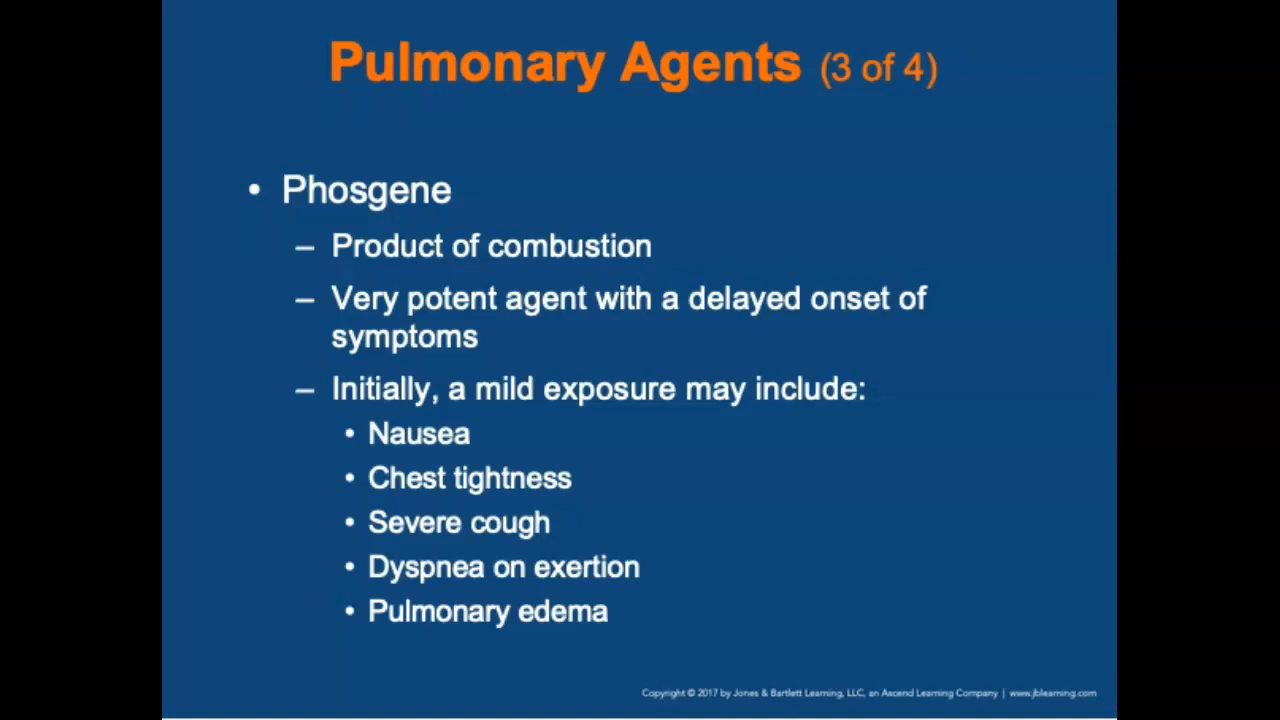 Pulmonary Agents (3 of 4)
• Phosgene
– Product of combustion
– Very potent agent with a delayed onset of
symptoms
– Initially, a mild exposure may include:
• Nausea
• Chest tightness
• Severe cough
• Dyspnea on exertion
• Pulmonary edema
Copyright © 2017 by Jones & Bartlett Learning, LLC, an Ascend Learning Company | www.jblearning.com